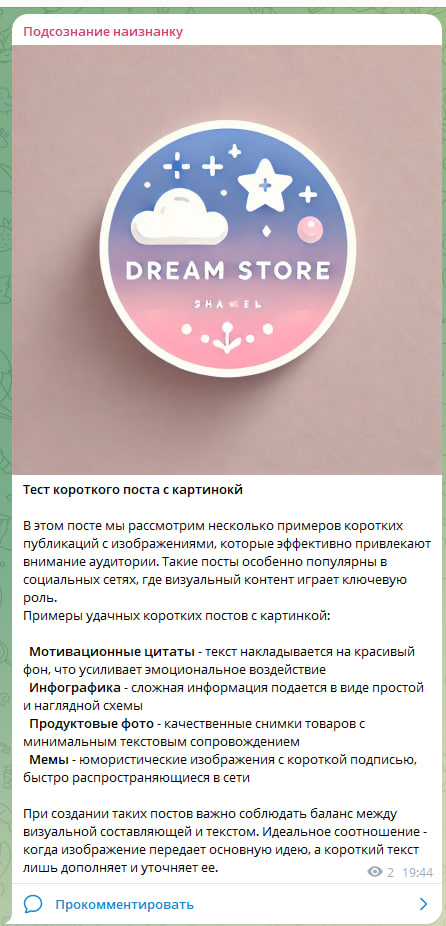 Подсознание наизнанку
DREAM STORE
Тест короткого поста с картинокй
В этом посте мы рассмотрим несколько примеров коротких
публикаций с изображениями, которые эффективно привлекают
внимание аудитории. Такие посты особенно популярны в
социальных сетях, где визуальный контент играет ключевую
роль.
Примеры удачных коротких постов с картинкой:
Мотивационные цитаты - текст накладывается на красивый
фон, что усиливает эмоциональное воздействие
Инфографика - сложная информация подается в виде простой
и наглядной схемы
Продуктовые фото - качественные снимки товаров с
минимальным текстовым сопровождением
Мемы - юмористические изображения с короткой подписью,
быстро распространяющиеся в сети
При создании таких постов важно соблюдать баланс между
визуальной составляющей и текстом. Идеальное соотношение -
когда изображение передает основную идею, а короткий текст
лишь дополняет и уточняет ее.
2 19:44
Прокомментировать